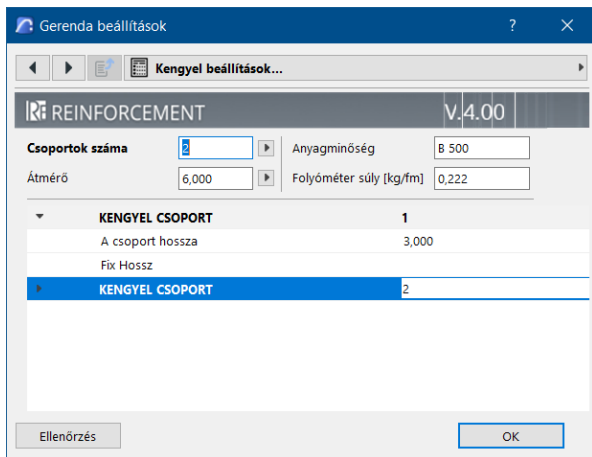 Gerenda beállítások ?
Kengyel beállítások...
REINFORCEMENT V.4.00
Csoportok száma 2 Anyagminőség B 500
Átmérő 6,000 Folyóméter súly [kg/fm] 0,222
KENGYEL CSOPORT 1
A csoport hossza 3,000
Fix Hossz
KENGYEL CSOPORT 2
Ellenőrzés OK